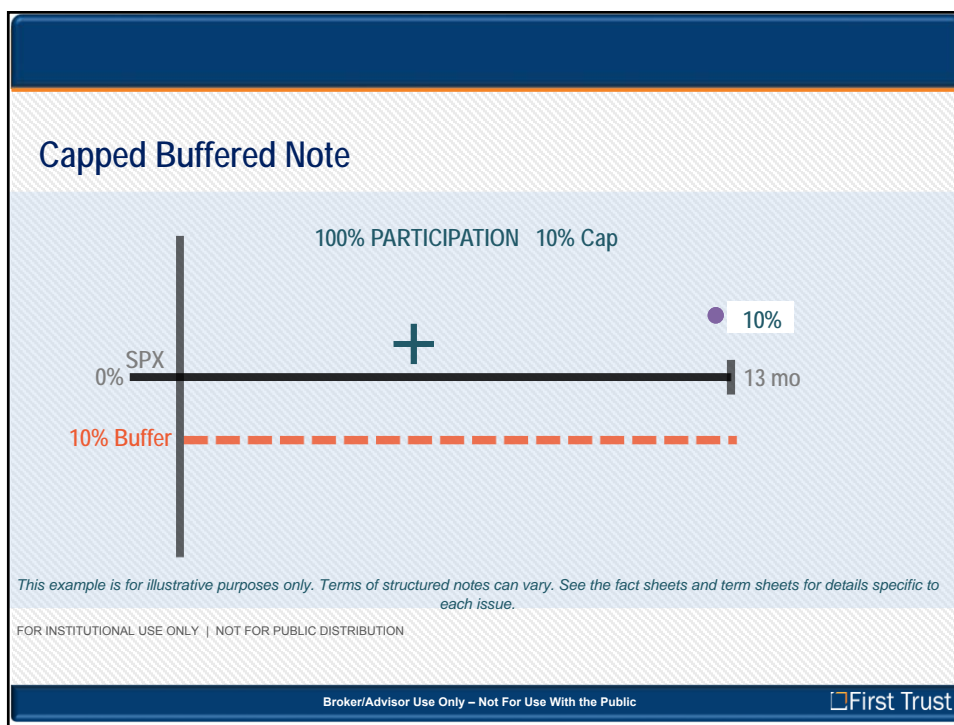 Capped Buffered Note
100% PARTICIPATION 10% Cap
10%
SPX
0%
13 mo
10% Buffer
This example is for illustrative purposes only. Terms of structured notes can vary. See the fact sheets and term sheets for details specific to
each issue.
FOR INSTITUTIONAL USE ONLY | NOT FOR PUBLIC DISTRIBUTION
Broker/Advisor Use Only – Not For Use With the Public
First Trust